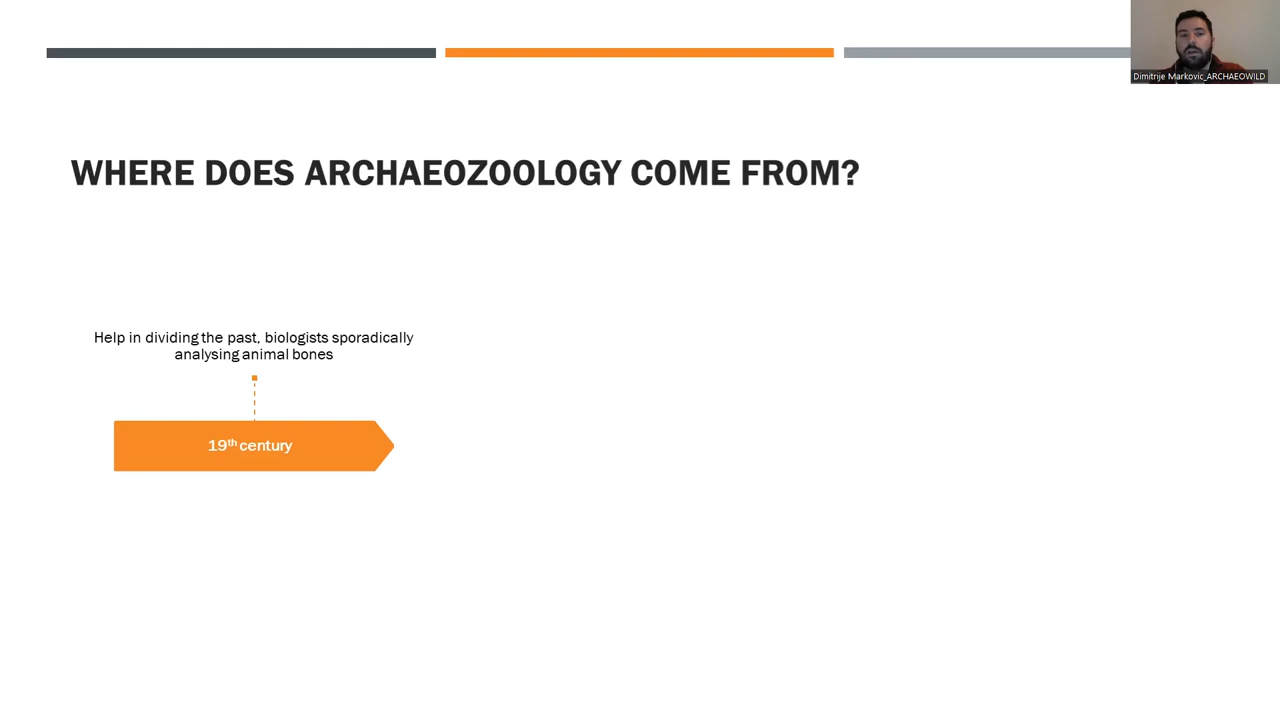 Dimitrije Markovic_ARCHAEOWILD
WHERE DOES ARCHAEOZOOLOGY COME FROM?
Help in dividing the past, biologists sporadically
analysing animal bones
19th century